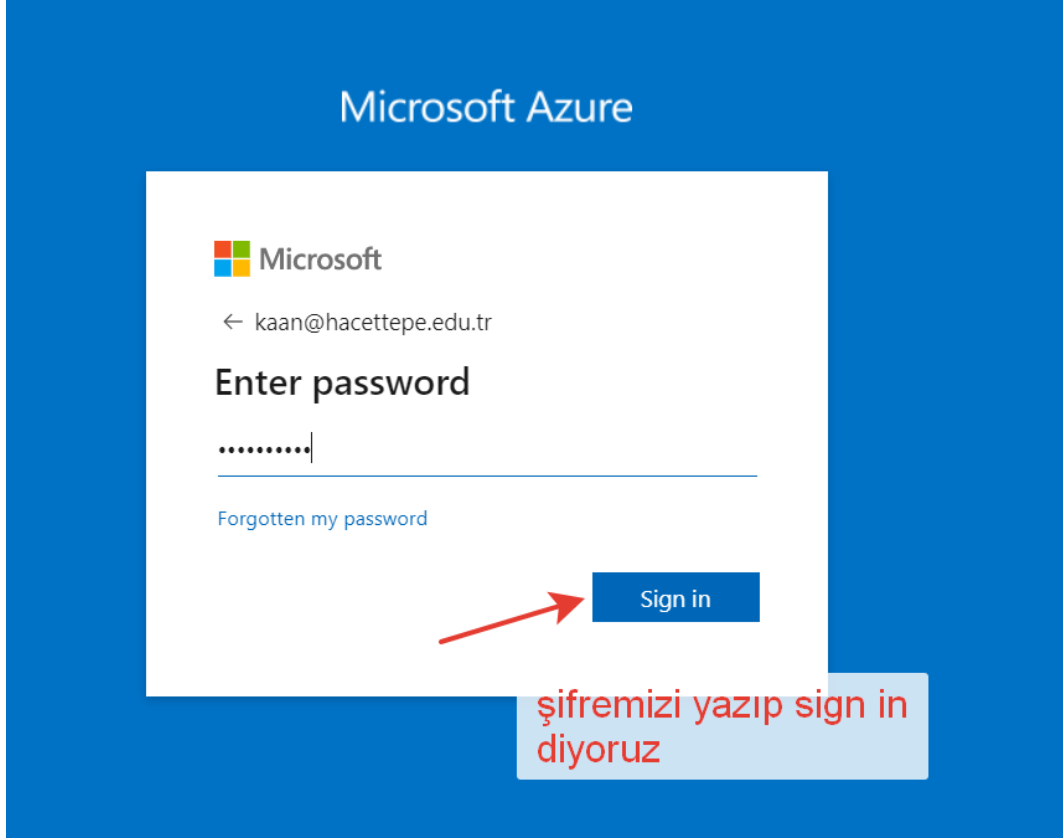 Microsoft Azure
Microsoft
← kaan@hacettepe.edu.tr
Enter password
••••••••••
Forgotten my password
Sign in
şifremizi yazıp sign in
diyoruz